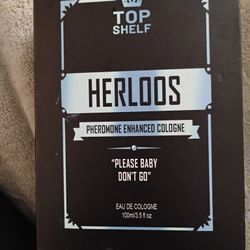 TOP
SHELF
HERLOOS
PHEROMONE ENHANCED COLOGNE
"PLEASE BABY
DON'T GO"
EAU DE COLOGNE
100ml/3.5 fl oz